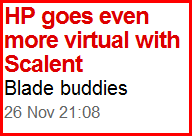 HP goes even
more virtual with
Scalent
Blade buddies
26 Nov 21:08